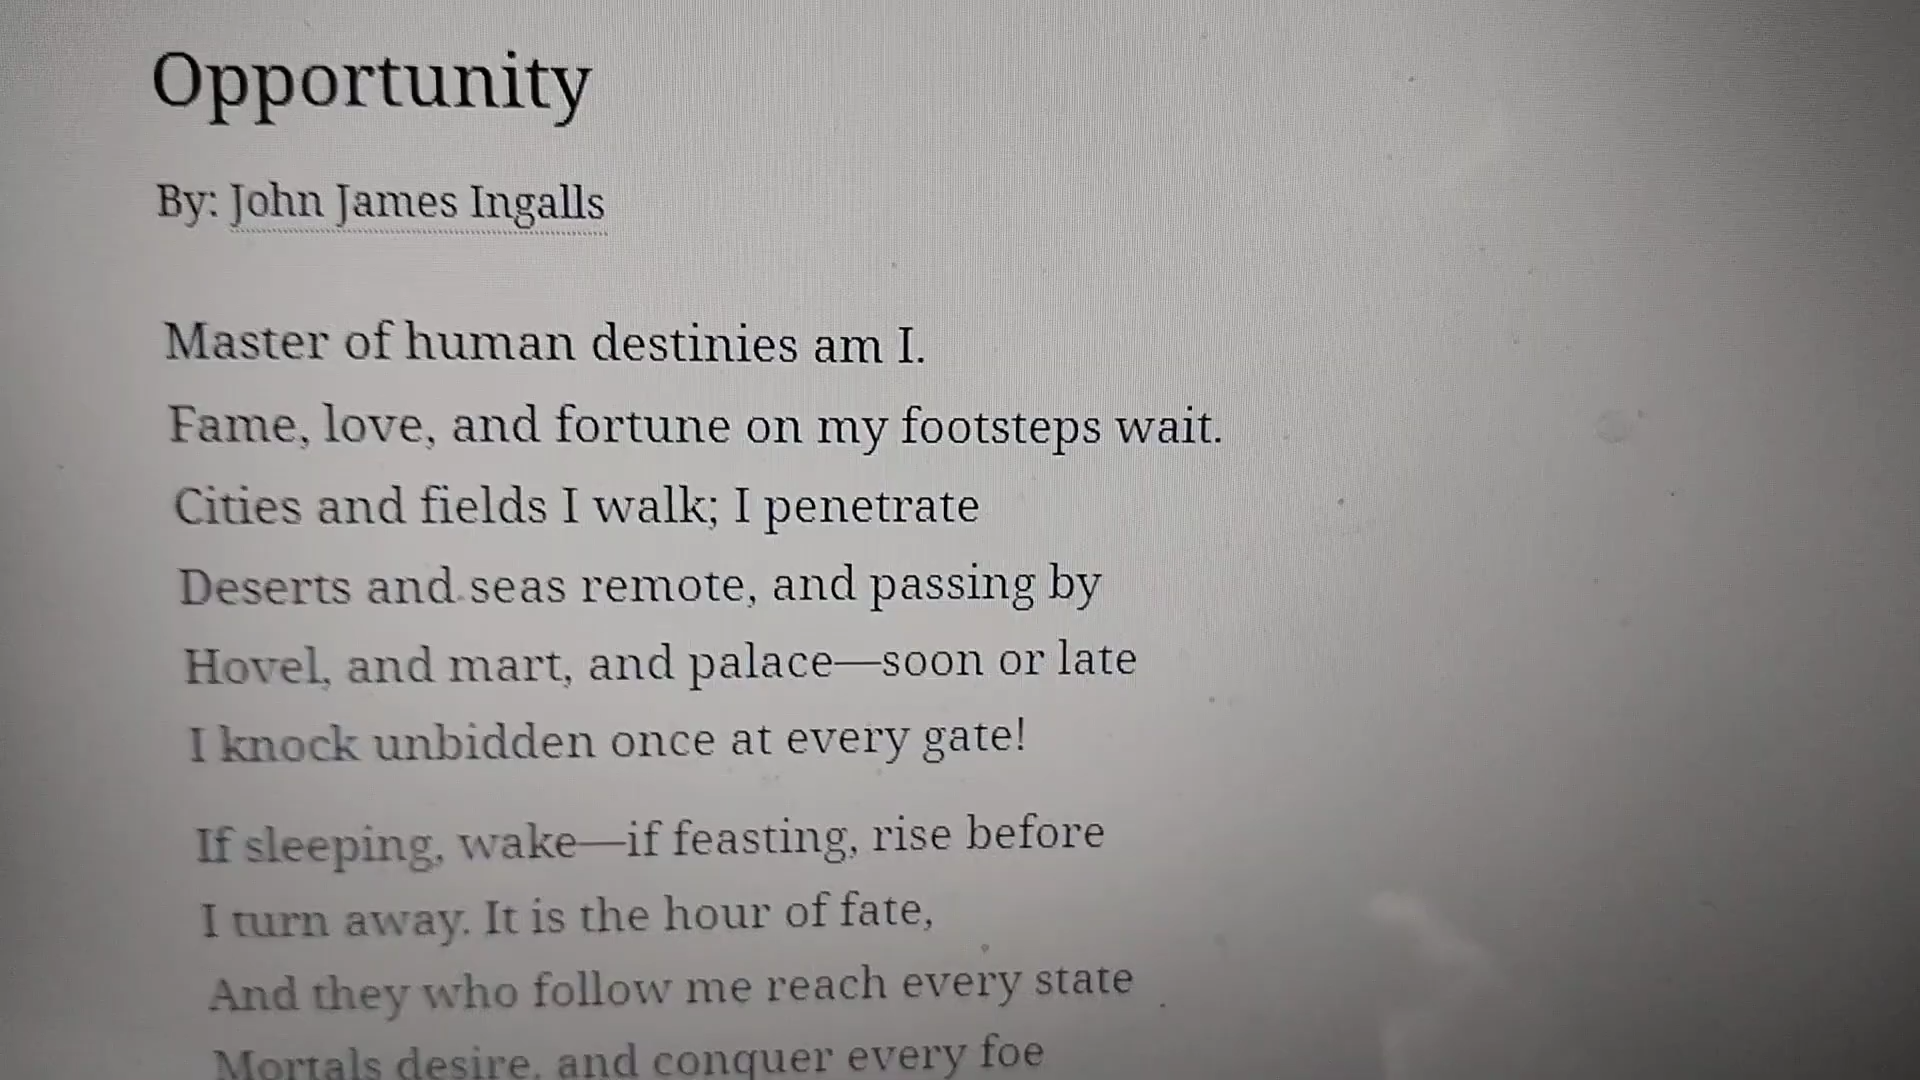 Opportunity
By: John James Ingalls
Master of human destinies am I.
Fame, love, and fortune on my footsteps wait.
Cities and fields I walk; I penetrate
Deserts and seas remote, and passing by
Hovel, and mart, and palace—soon or late
I knock unbidden once at every gate!
If sleeping, wake—if feasting, rise before
I turn away. It is the hour of fate,
And they who follow me reach every state
Mortals desire, and conquer every foe